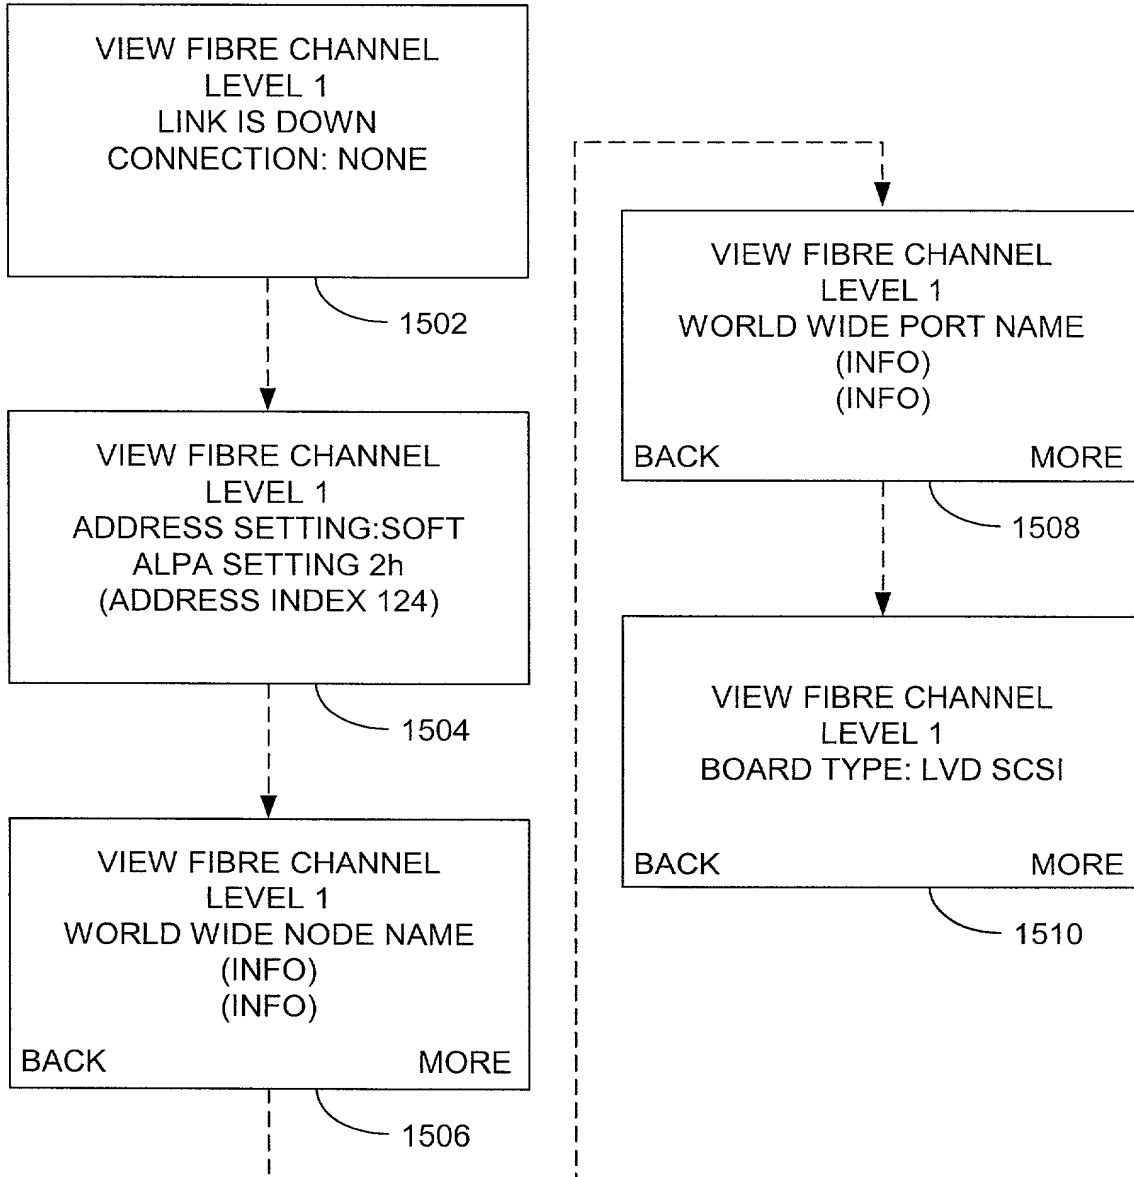 VIEW FIBRE CHANNEL
LEVEL 1
LINK IS DOWN
CONNECTION: NONE
1502
VIEW FIBRE CHANNEL
LEVEL 1
ADDRESS SETTING:SOFT
ALPA SETTING 2h
(ADDRESS INDEX 124)
1504
VIEW FIBRE CHANNEL
LEVEL 1
WORLD WIDE NODE NAME
(INFO)
(INFO)
BACK MORE
1506
VIEW FIBRE CHANNEL
LEVEL 1
WORLD WIDE PORT NAME
(INFO)
(INFO)
BACK MORE
1508
VIEW FIBRE CHANNEL
LEVEL 1
BOARD TYPE: LVD SCSI
BACK MORE
1510